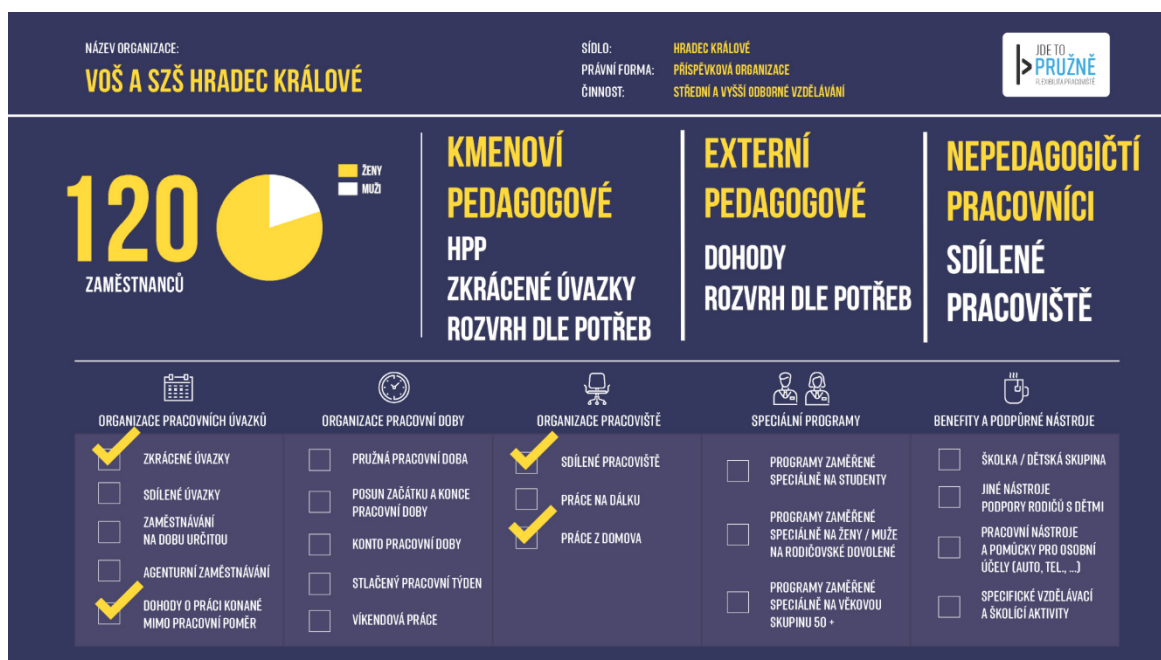 NÁZEV ORGANIZACE:
VOŠ A SZŠ HRADEC KRÁLOVÉ
SÍDLO: HRADEC KRÁLOVÉ
PRÁVNÍ FORMA: PŘÍSPĚVKOVÁ ORGANIZACE
ČINNOST: STŘEDNÍ A VYŠŠÍ ODBORNÉ VZDĚLÁVÁNÍ
JDE TO
PRUŽNĚ
FLEXIBILITA PRACOVIŠTĚ
120
ZAMĚSTNANCŮ
ŽENY
MUŽI
KMENOVÍ
PEDAGOGOVÉ
HPP
ZKRÁCENÉ ÚVAZKY
ROZVRH DLE POTŘEB
EXTERNÍ
PEDAGOGOVÉ
DOHODY
ROZVRH DLE POTŘEB
NEPEDAGOGIČTÍ
PRACOVNÍCI
SDÍLENÉ
PRACOVIŠTĚ
ORGANIZACE PRACOVNÍCH ÚVAZKŮ
ZKRÁCENÉ ÚVAZKY
SDÍLENÉ ÚVAZKY
ZAMĚSTNÁVÁNÍ
NA DOBU URČITOU
AGENTURNÍ ZAMĚSTNÁVÁNÍ
DOHODY O PRÁCI KONANÉ
MIMO PRACOVNÍ POMĚR
ORGANIZACE PRACOVNÍ DOBY
PRUŽNÁ PRACOVNÍ DOBA
POSUN ZAČÁTKU A KONCE
PRACOVNÍ DOBY
KONTO PRACOVNÍ DOBY
STLAČENÝ PRACOVNÍ TÝDEN
VÍKENDOVÁ PRÁCE
ORGANIZACE PRACOVIŠTĚ
SDÍLENÉ PRACOVIŠTĚ
PRÁCE NA DÁLKU
PRÁCE Z DOMOVA
SPECIÁLNÍ PROGRAMY
PROGRAMY ZAMĚŘENÉ
SPECIÁLNĚ NA STUDENTY
PROGRAMY ZAMĚŘENÉ
SPECIÁLNĚ NA ŽENY / MUŽE
NA RODIČOVSKÉ DOVOLENÉ
PROGRAMY ZAMĚŘENÉ
SPECIÁLNĚ NA VĚKOVOU
SKUPINU 50 +
BENEFITY A PODPŮRNÉ NÁSTROJE
ŠKOLKA / DĚTSKÁ SKUPINA
JINÉ NÁSTROJE
PODPORY RODIČŮ S DĚTMI
PRACOVNÍ NÁSTROJE
A POMŮCKY PRO OSOBNÍ
ÚČELY (AUTO, TEL., ...)
SPECIFICKÉ VZDĚLÁVACÍ
A ŠKOLÍCÍ AKTIVITY